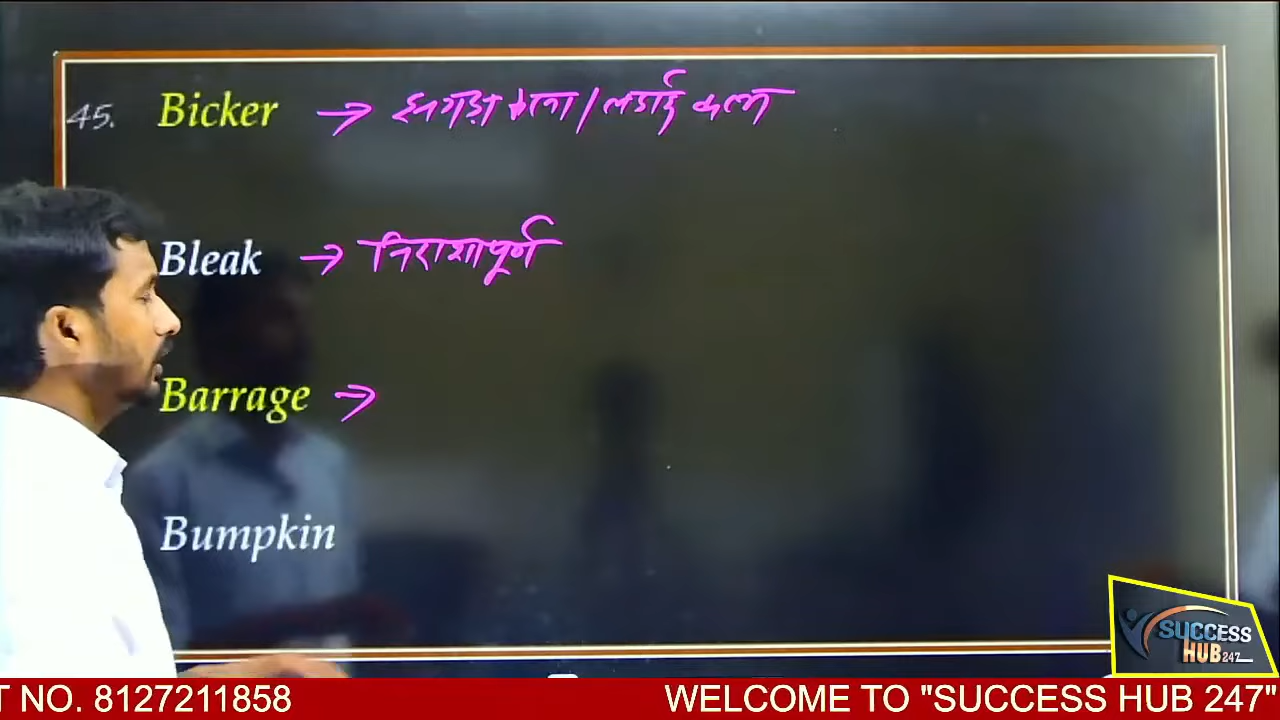 45. Bicker → झगड़ा करना / लड़ाई करना
Bleak → निराशापूर्ण
Barrage →
Bumpkin
SUCCESS
HUB 247
T NO. 8127211858 WELCOME TO "SUCCESS HUB 247"